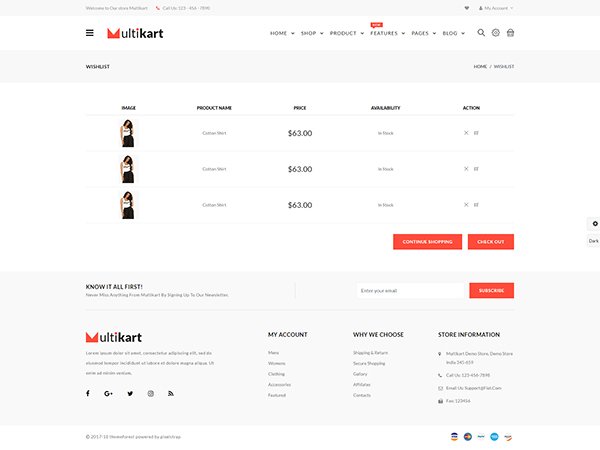 Welcome to Our store Multikart Call Us: 123 - 456 - 7890 My Account
Multikart HOME SHOP PRODUCT NEW FEATURES PAGES BLOG
WISHLIST HOME / WISHLIST
IMAGE PRODUCT NAME PRICE AVAILABILITY ACTION
Cotton Shirt $63.00 In Stock
Cotton Shirt $63.00 In Stock
Cotton Shirt $63.00 In Stock
Dark
CONTINUE SHOPPING CHECK OUT
KNOW IT ALL FIRST!
Never Miss Anything From Multikart By Signing Up To Our Newsletter.
Enter your email SUBSCRIBE
Multikart
Lorem ipsum dolor sit amet, consectetur adipiscing elit, sed do
eiusmod tempor incididunt ut labore et dolore magna aliqua. Ut
enim ad minim veniam.
MY ACCOUNT
Mens
Womens
Clothing
Accessories
Featured
WHY WE CHOOSE
Shipping & Return
Secure Shopping
Gallary
Affiliates
Contacts
STORE INFORMATION
Multikart Demo Store, Demo Store
India 345-659
Call Us: 123-456-7898
Email Us: Support@Fiot.Com
Fax: 123456
© 2017-18 themeforest powered by pixelstrap